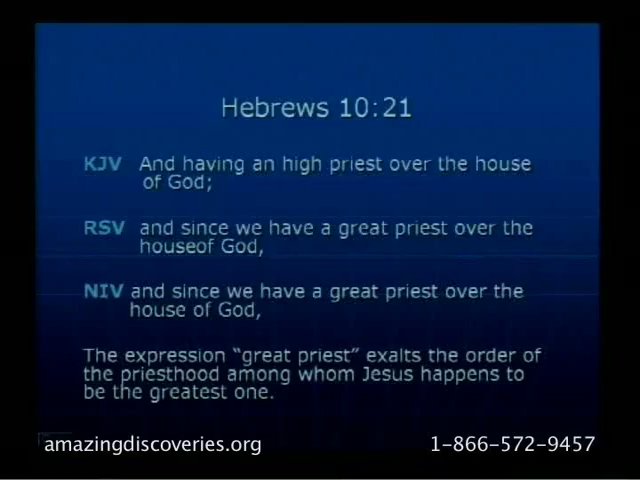 Hebrews 10:21
KJV And having an high priest over the house
of God;
RSV and since we have a great priest over the
houseof God,
NIV and since we have a great priest over the
house of God,
The expression “great priest” exalts the order of
the priesthood among whom Jesus happens to
be the greatest one.
amazingdiscoveries.org 1-866-572-9457